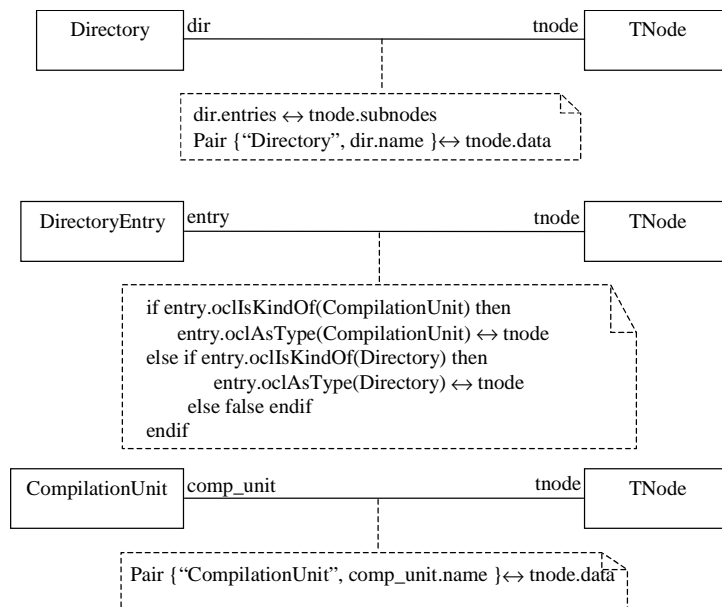 Directory dir tnode TNode
dir.entries ↔ tnode.subnodes
Pair {“Directory”, dir.name }↔ tnode.data
DirectoryEntry entry tnode TNode
if entry.oclIsKindOf(CompilationUnit) then
entry.oclAsType(CompilationUnit) ↔ tnode
else if entry.oclIsKindOf(Directory) then
entry.oclAsType(Directory) ↔ tnode
else false endif
endif
CompilationUnit comp_unit tnode TNode
Pair {“CompilationUnit”, comp_unit.name }↔ tnode.data